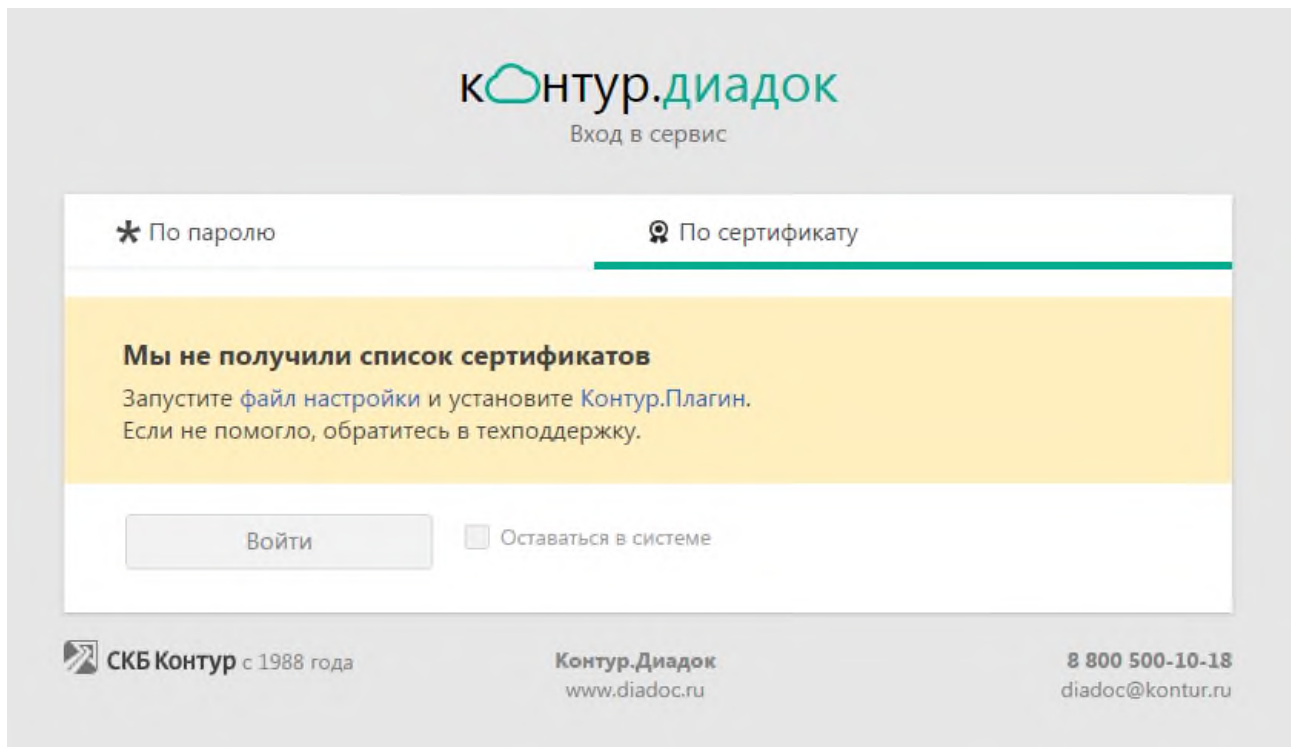 контур.диадок
Вход в сервис
По паролю
По сертификату
Мы не получили список сертификатов
Запустите файл настройки и установите Контур.Плагин.
Если не помогло, обратитесь в техподдержку.
Войти
Оставаться в системе
СКБ Контур с 1988 года
Контур.Диадок
www.diadoc.ru
8 800 500-10-18
diadoc@kontur.ru